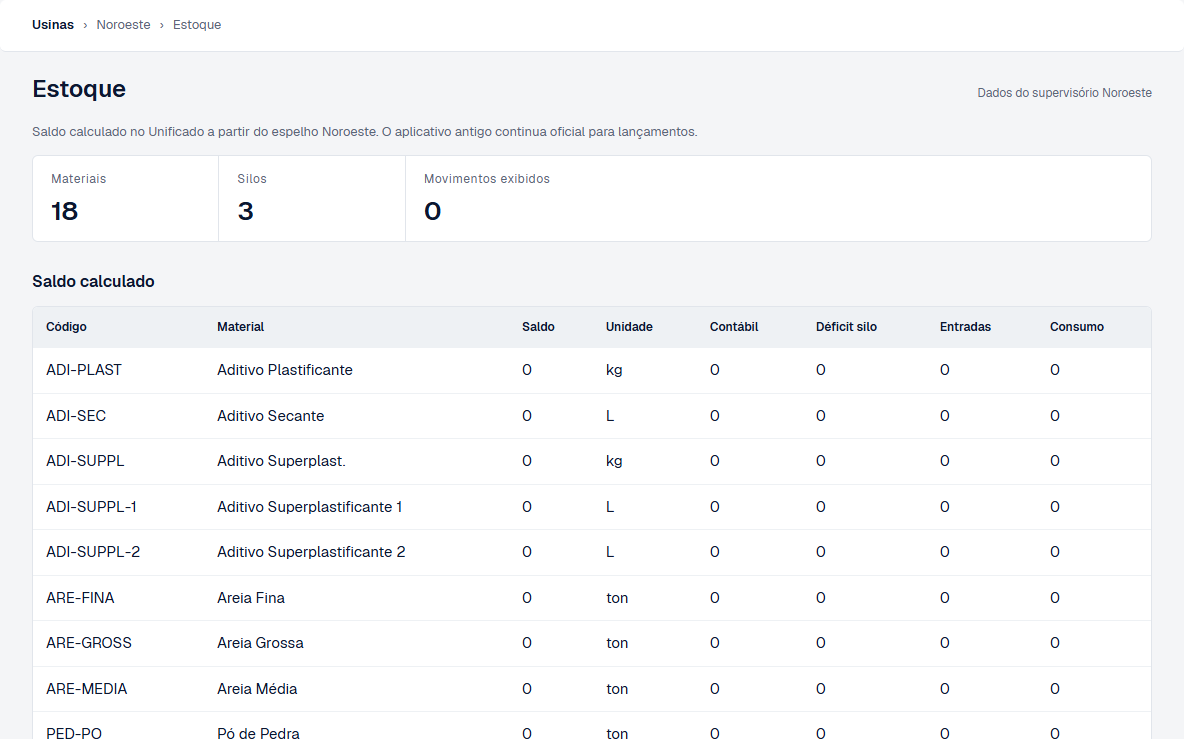 Usinas › Noroeste › Estoque
Estoque
Dados do supervisório Noroeste
Saldo calculado no Unificado a partir do espelho Noroeste. O aplicativo antigo continua oficial para lançamentos.
Materiais Silos Movimentos exibidos
18 3 0
Saldo calculado
Código Material Saldo Unidade Contábil Déficit silo Entradas Consumo
ADI-PLAST Aditivo Plastificante 0 kg 0 0 0 0
ADI-SEC Aditivo Secante 0 L 0 0 0 0
ADI-SUPPL Aditivo Superplast. 0 kg 0 0 0 0
ADI-SUPPL-1 Aditivo Superplastificante 1 0 L 0 0 0 0
ADI-SUPPL-2 Aditivo Superplastificante 2 0 L 0 0 0 0
ARE-FINA Areia Fina 0 ton 0 0 0 0
ARE-GROSS Areia Grossa 0 ton 0 0 0 0
ARE-MEDIA Areia Média 0 ton 0 0 0 0
PED-PO Pó de Pedra 0 ton 0 0 0 0